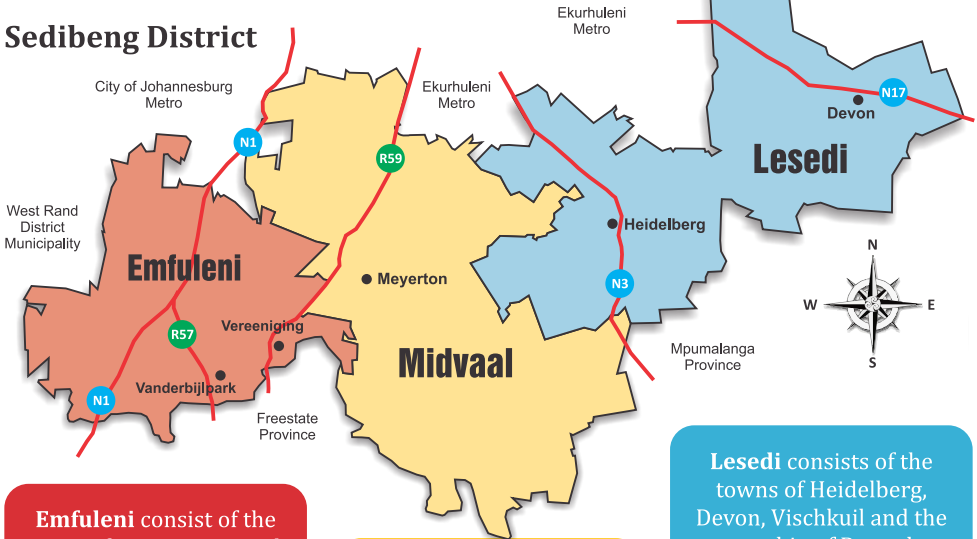 Sedibeng District
Ekurhuleni
Metro
City of Johannesburg
Metro
Ekurhuleni
Metro
N17
Devon
N1
R59
Lesedi
West Rand
District
Municipality
Heidelberg
Emfuleni
Meyerton
N3
N
W
E
S
R57
Vereeniging
Midvaal
Mpumalanga
Province
Vanderbijlpark
N1
Freestate
Province
Lesedi consists of the
towns of Heidelberg,
Devon, Vischkuil and the
Emfuleni consist of the